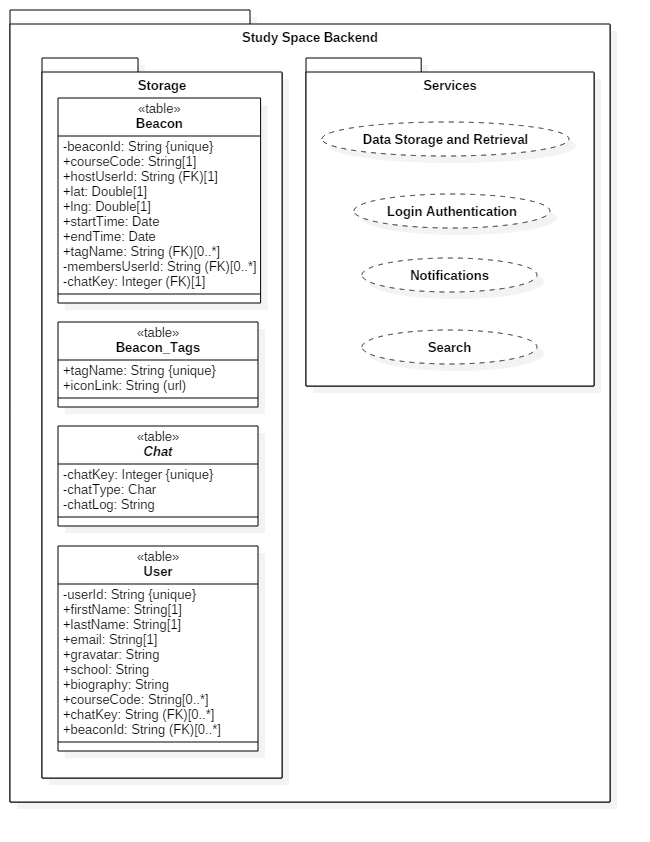 Study Space Backend
Storage
«table»
Beacon
-beaconId: String {unique}
+courseCode: String[1]
+hostUserId: String (FK)[1]
+lat: Double[1]
+lng: Double[1]
+startTime: Date
+endTime: Date
+tagName: String (FK)[0..*]
-membersUserId: String (FK)[0..*]
-chatKey: Integer (FK)[1]
«table»
Beacon_Tags
+tagName: String {unique}
+iconLink: String (url)
«table»
Chat
-chatKey: Integer {unique}
-chatType: Char
-chatLog: String
«table»
User
-userId: String {unique}
+firstName: String[1]
+lastName: String[1]
+email: String[1]
+gravatar: String
+school: String
+biography: String
+courseCode: String[0..*]
+chatKey: String (FK)[0..*]
+beaconId: String (FK)[0..*]
Services
Data Storage and Retrieval
Login Authentication
Notifications
Search